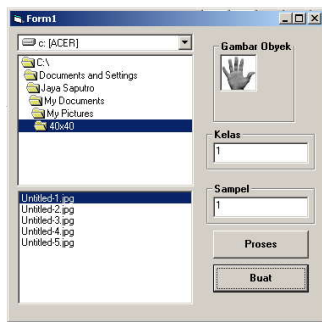 Form1
c: [ACER]
C:\
Documents and Settings
Jaya Saputro
My Documents
My Pictures
40x40
Untitled-1.jpg
Untitled-2.jpg
Untitled-3.jpg
Untitled-4.jpg
Untitled-5.jpg
Gambar Obyek
Kelas
1
Sampel
1
Proses
Buat